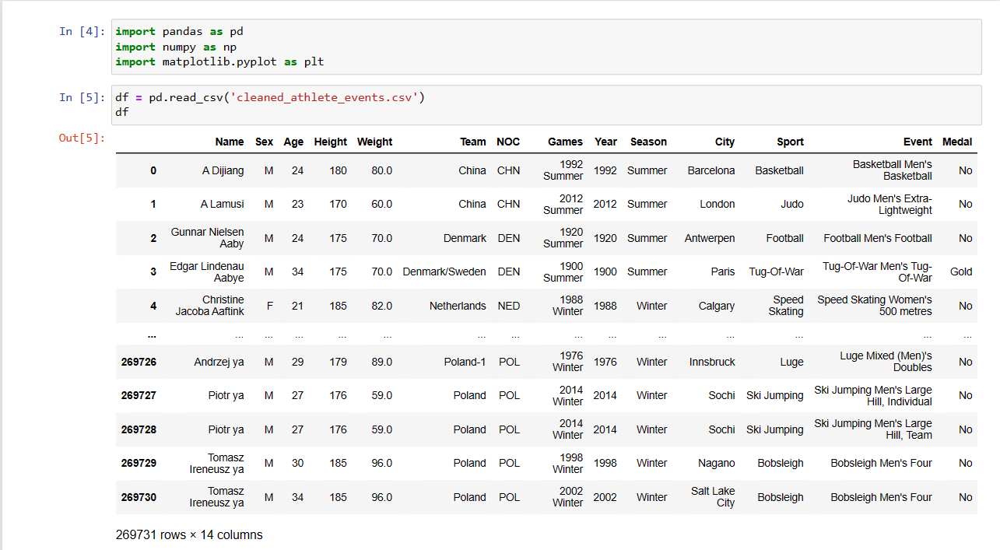 In [4]: import pandas as pd
import numpy as np
import matplotlib.pyplot as plt
In [5]: df = pd.read_csv('cleaned_athlete_events.csv')
df
Out[5]:
Name Sex Age Height Weight Team NOC Games Year Season City Sport Event Medal
0 A Dijiang M 24 180 80.0 China CHN 1992 Summer 1992 Summer Barcelona Basketball Basketball Men's Basketball No
1 A Lamusi M 23 170 60.0 China CHN 2012 Summer 2012 Summer London Judo Judo Men's Extra-Lightweight No
2 Gunnar Nielsen Aaby M 24 175 70.0 Denmark DEN 1920 Summer 1920 Summer Antwerpen Football Football Men's Football No
3 Edgar Lindenau Aabye M 34 175 70.0 Denmark/Sweden DEN 1900 Summer 1900 Summer Paris Tug-Of-War Tug-Of-War Men's Tug-Of-War Gold
4 Christine Jacoba Aaftink F 21 185 82.0 Netherlands NED 1988 Winter 1988 Winter Calgary Speed Skating Speed Skating Women's 500 metres No
... ... ... ... ... ... ... ... ... ... ... ... ... ... ...
269726 Andrzej ya M 29 179 89.0 Poland-1 POL 1976 Winter 1976 Winter Innsbruck Luge Luge Mixed (Men)'s Doubles No
269727 Piotr ya M 27 176 59.0 Poland POL 2014 Winter 2014 Winter Sochi Ski Jumping Ski Jumping Men's Large Hill, Individual No
269728 Piotr ya M 27 176 59.0 Poland POL 2014 Winter 2014 Winter Sochi Ski Jumping Ski Jumping Men's Large Hill, Team No
269729 Tomasz Ireneusz ya M 30 185 96.0 Poland POL 1998 Winter 1998 Winter Nagano Bobsleigh Bobsleigh Men's Four No
269730 Tomasz Ireneusz ya M 34 185 96.0 Poland POL 2002 Winter 2002 Winter Salt Lake City Bobsleigh Bobsleigh Men's Four No
269731 rows × 14 columns